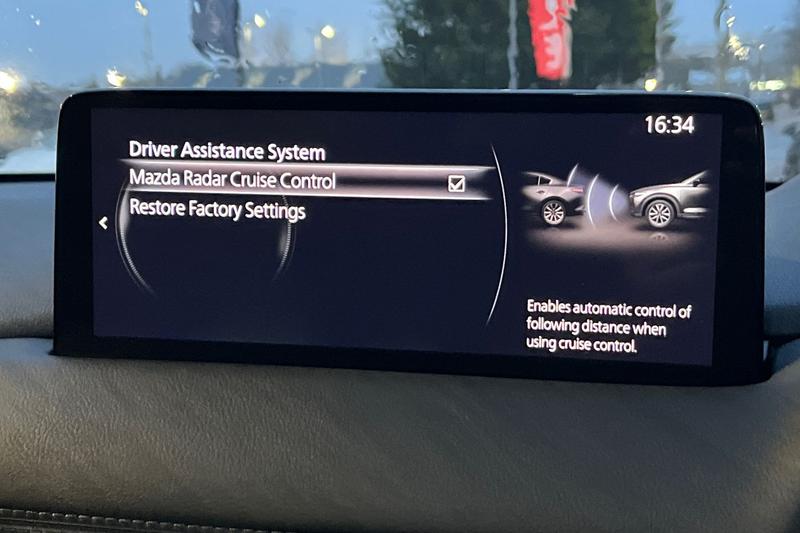 16:34
Driver Assistance System
Mazda Radar Cruise Control
Restore Factory Settings
Enables automatic control of
following distance when
using cruise control.